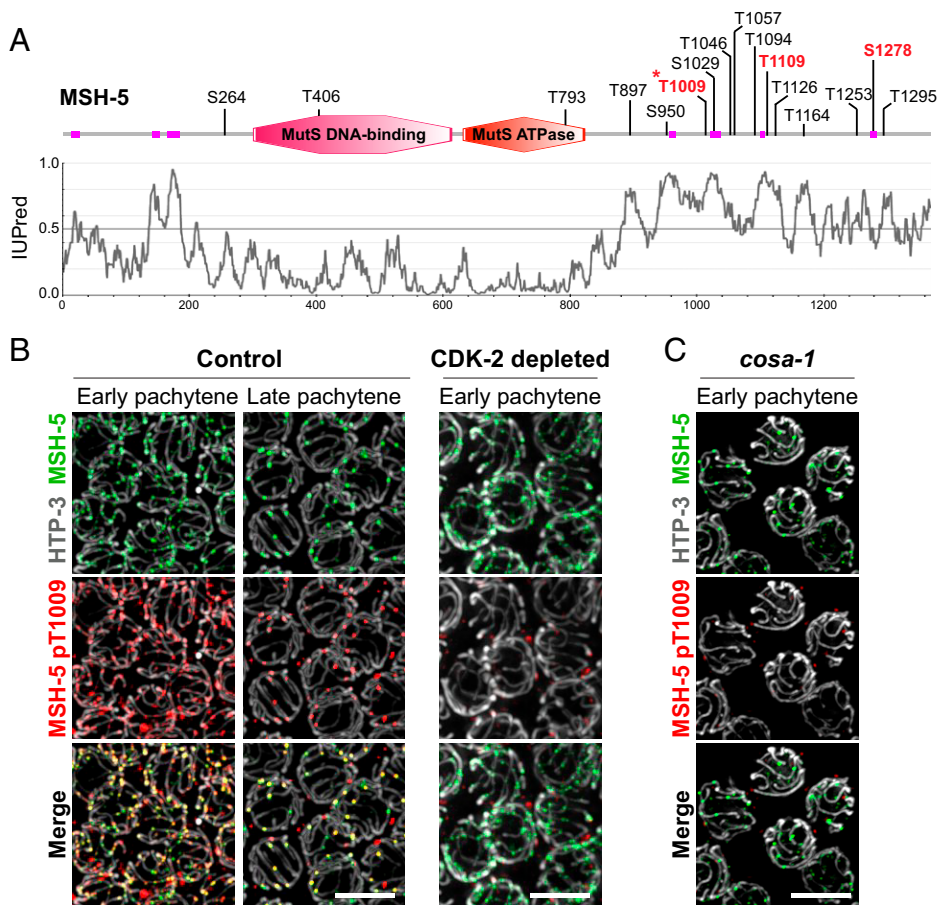 A
MSH-5
S264
T406
T793
T897
S950
*T1009
S1029
T1046
T1057
T1094
T1109
T1126
T1164
T1253
S1278
T1295
MutS DNA-binding
MutS ATPase
IUPred
1.0
0.5
0.0
0 200 400 600 800 1000 1200
B
Control
CDK-2 depleted
Early pachytene
Late pachytene
Early pachytene
C
cosa-1
Early pachytene
HTP-3 MSH-5
MSH-5 pT1009
Merge
HTP-3 MSH-5
MSH-5 pT1009
Merge